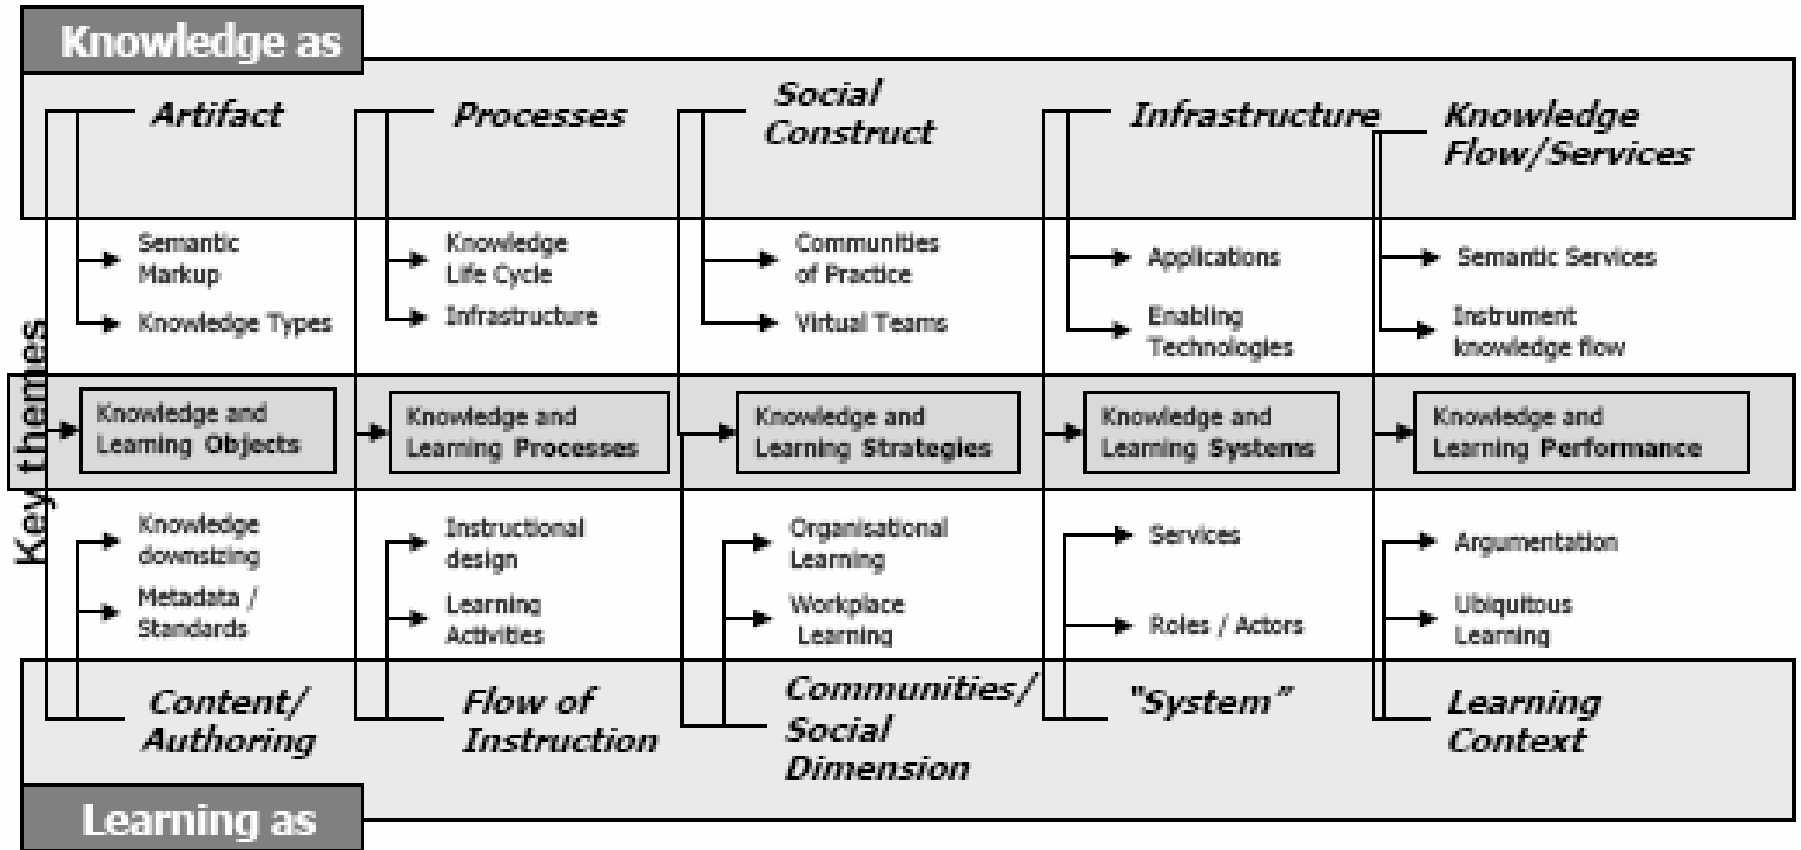 Knowledge as
Artifact
Processes
Social
Construct
Infrastructure
Knowledge
Flow/Services
Semantic
Markup
Knowledge Types
Knowledge
Life Cycle
Infrastructure
Communities
of Practice
Virtual Teams
Applications
Enabling
Technologies
Semantic Services
Instrument
knowledge flow
Key themes
Knowledge and
Learning Objects
Knowledge and
Learning Processes
Knowledge and
Learning Strategies
Knowledge and
Learning Systems
Knowledge and
Learning Performance
Knowledge
downsizing
Metadata /
Standards
Instructional
design
Learning
Activities
Organisational
Learning
Workplace
Learning
Services
Roles / Actors
Argumentation
Ubiquitous
Learning
Content/
Authoring
Flow of
Instruction
Communities/
Social
Dimension
"System”
Learning
Context
Learning as